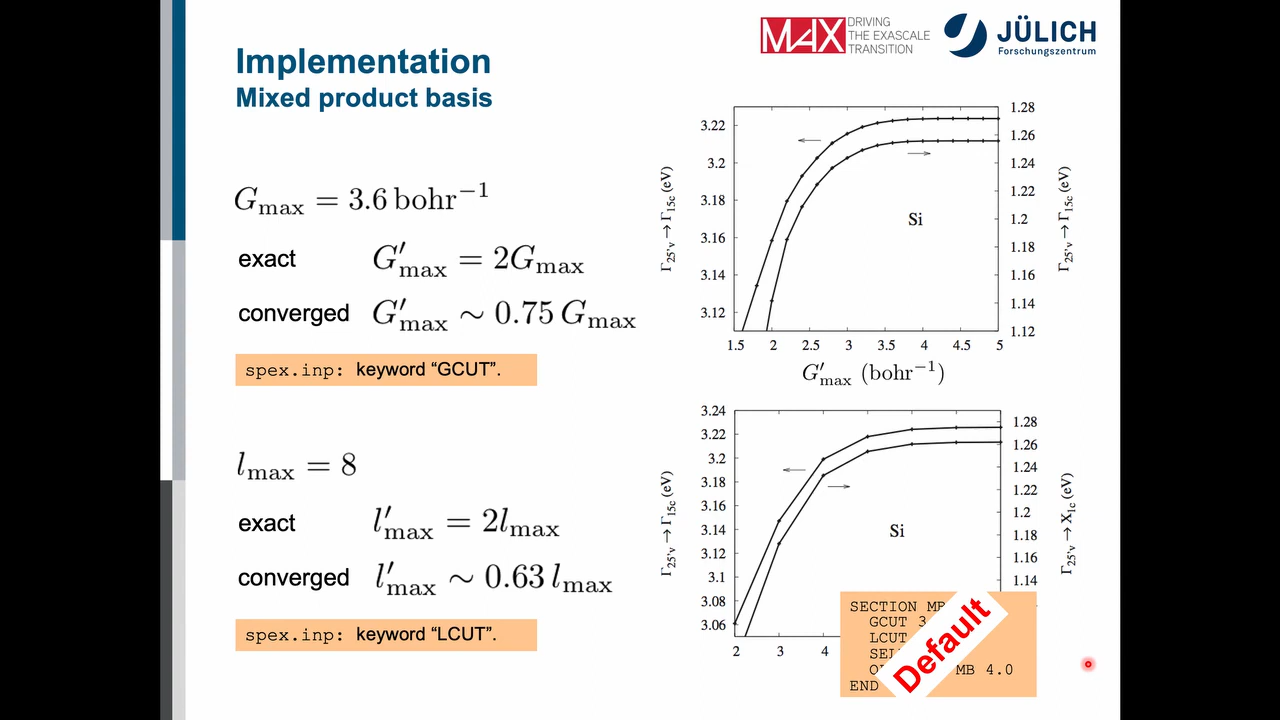 MAX DRIVING
THE EXASCALE
TRANSITION
JÜLICH
Forschungszentrum
Implementation
Mixed product basis
G_max = 3.6 bohr⁻¹
exact G′_max = 2G_max
converged G′_max ∼ 0.75 G_max
spex.inp: keyword “GCUT”.
l_max = 8
exact l′_max = 2l_max
converged l′_max ∼ 0.63 l_max
spex.inp: keyword “LCUT”.
3.22
3.2
3.18
3.16
3.14
3.12
Γ25'v → Γ15c (eV)
Si
1.28
1.26
1.24
1.22
1.2
1.18
1.16
1.14
1.12
Γ25'v → Γ15c (eV)
1.5 2 2.5 3 3.5 4 4.5 5
G′_max (bohr⁻¹)
3.24
3.22
3.2
3.18
3.16
3.14
3.12
3.1
3.08
3.06
Γ25'v → Γ15c (eV)
Si
1.28
1.26
1.24
1.22
1.2
1.18
1.16
1.14
Γ25'v → X1c (eV)
2 3 4
SECTION MB
GCUT 3
LCUT
MB 4.0
END
Default